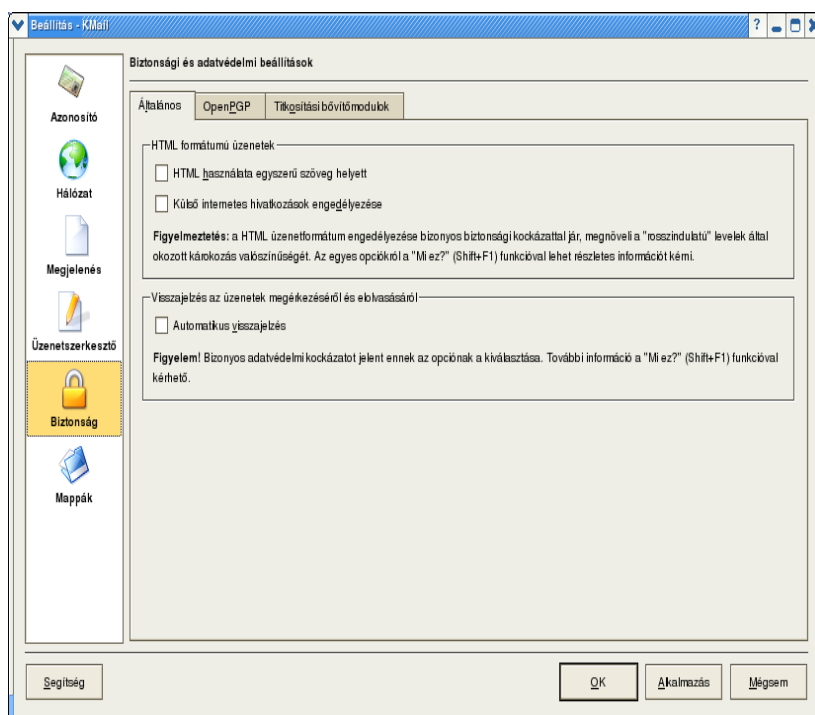 Beállítás - KMail
?
Azonosító
Hálózat
Megjelenés
Üzenetszerkesztő
Biztonság
Mappák
Biztonsági és adatvédelmi beállítások
Általános
OpenPGP
Titkosítási bővítőmodulok
HTML formátumú üzenetek
HTML használata egyszerű szöveg helyett
Külső internetes hivatkozások engedélyezése
Figyelmeztetés: a HTML üzenetformátum engedélyezése bizonyos biztonsági kockázattal jár, megnöveli a "rosszindulatú" levelek által
okozott károkozás valószínűségét. Az egyes opciókról a "Mi ez?" (Shift+F1) funkcióval lehet részletes információt kérni.
Visszajelzés az üzenetek megérkezéséről és elolvasásáról
Automatikus visszajelzés
Figyelem! Bizonyos adatvédelmi kockázatot jelent ennek az opciónak a kiválasztása. További információ a "Mi ez?" (Shift+F1) funkcióval
kérhető.
Segítség
OK
Alkalmazás
Mégsem